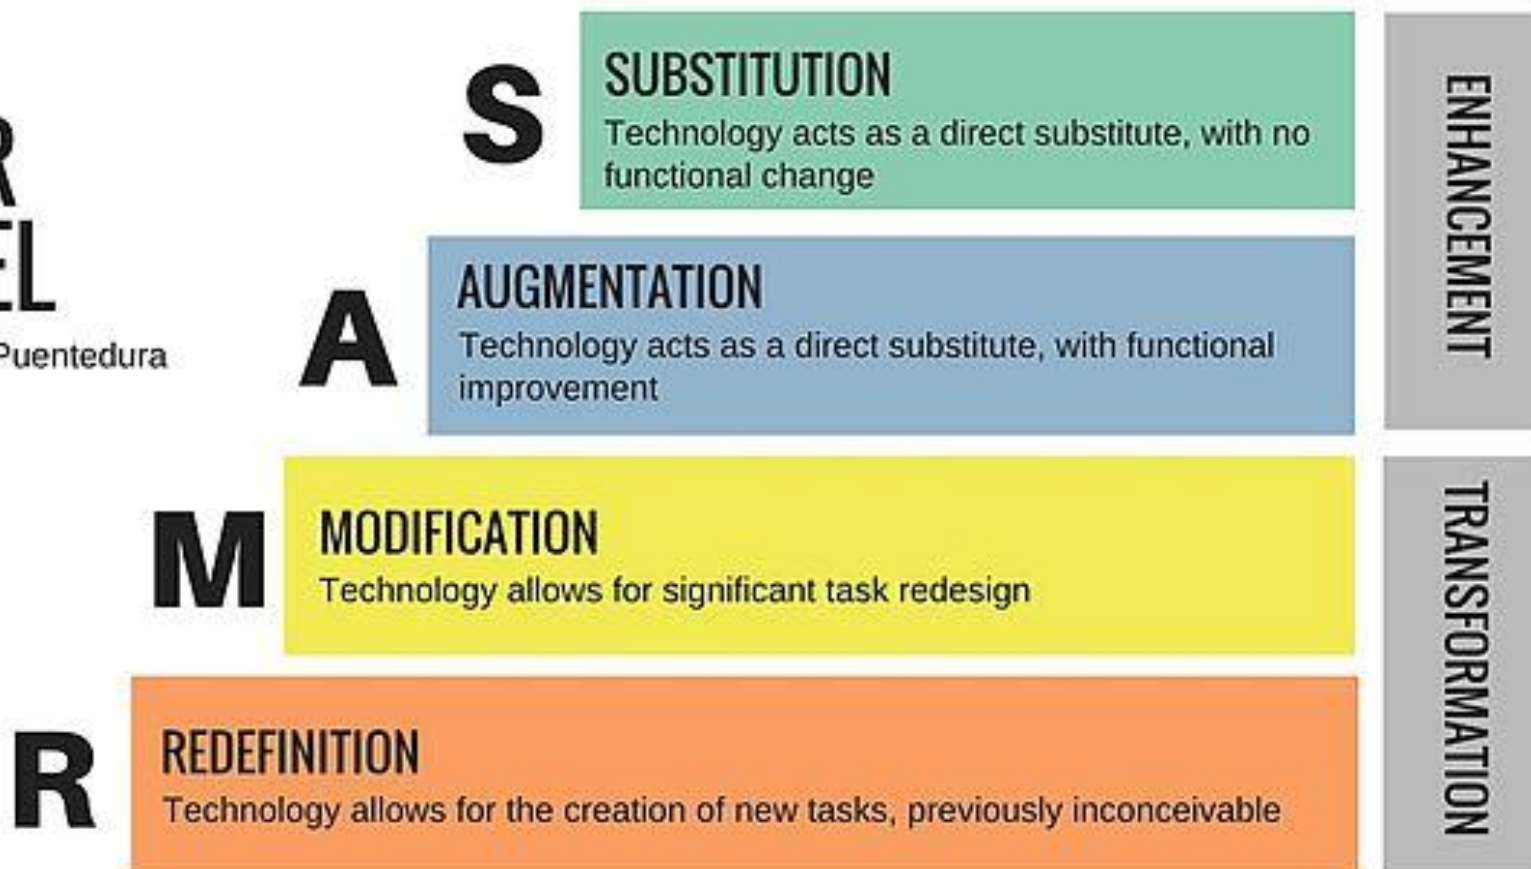 S
SUBSTITUTION
Technology acts as a direct substitute, with no
functional change
ENHANCEMENT
R
EL
Puentedura
A
AUGMENTATION
Technology acts as a direct substitute, with functional
improvement
M
MODIFICATION
Technology allows for significant task redesign
TRANSFORMATION
R
REDEFINITION
Technology allows for the creation of new tasks, previously inconceivable